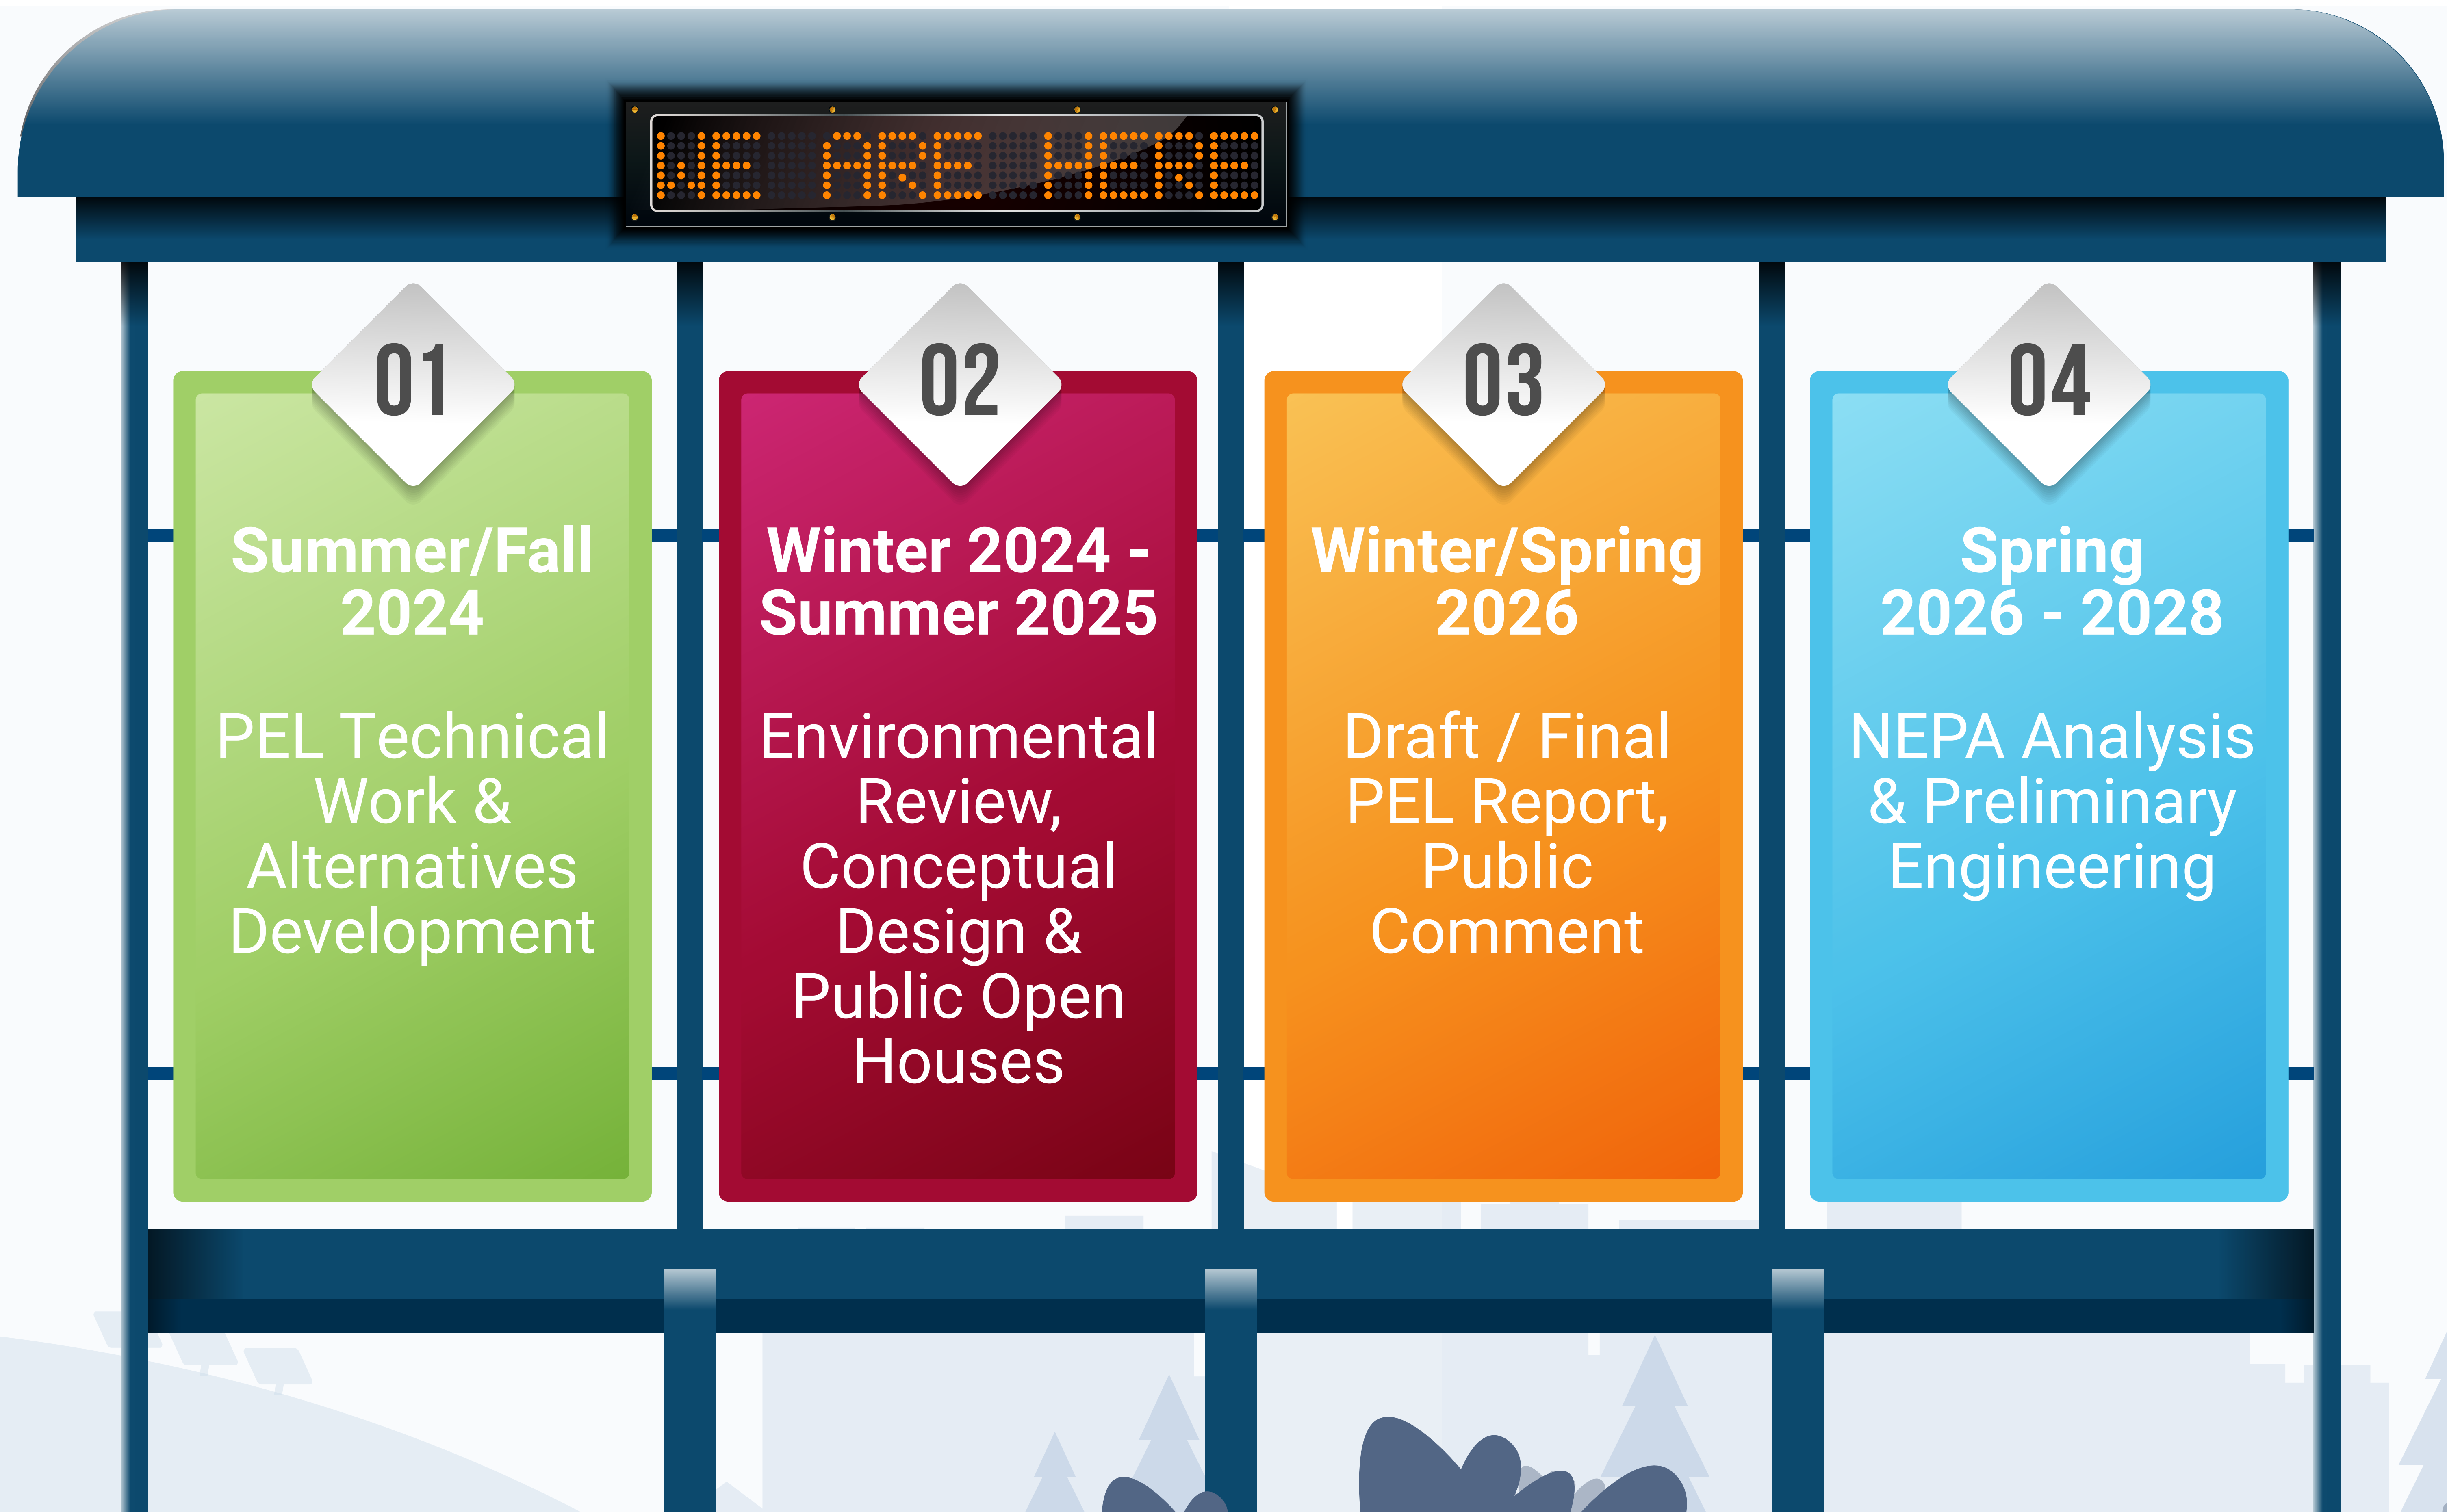 WE ARE HERE
01
Summer/Fall
2024
PEL Technical
Work &
Alternatives
Development
02
Winter 2024 -
Summer 2025
Environmental
Review,
Conceptual
Design &
Public Open
Houses
03
Winter/Spring
2026
Draft / Final
PEL Report,
Public
Comment
04
Spring
2026 - 2028
NEPA Analysis
& Preliminary
Engineering